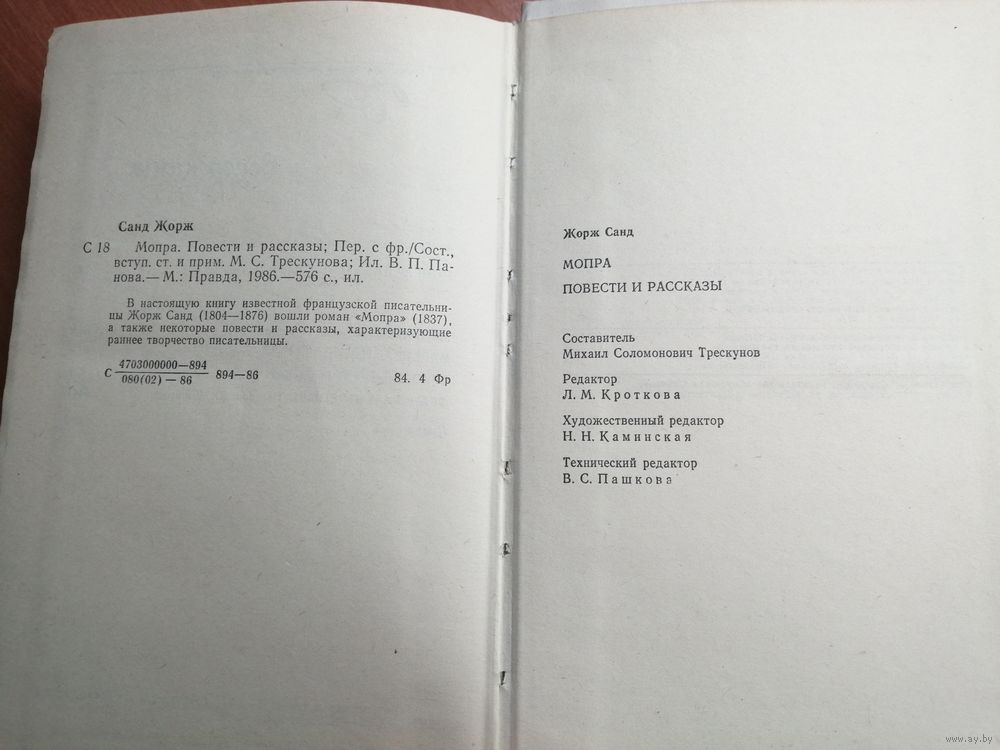 Санд Жорж
С 18 Мопра. Повести и рассказы; Пер. с фр./Сост.,
вступ. ст. и прим. М. С. Трескунова; Ил. В. П. Па-
нова.— М.: Правда, 1986.—576 с., ил.
В настоящую книгу известной французской писательни-
цы Жорж Санд (1804—1876) вошли роман «Мопра» (1837),
а также некоторые повести и рассказы, характеризующие
раннее творчество писательницы.
С 4703000000—894
080(02)—86 894—86 84. 4 Фр
Жорж Санд
МОПРА
ПОВЕСТИ И РАССКАЗЫ
Составитель
Михаил Соломонович Трескунов
Редактор
Л. М. Кроткова
Художественный редактор
Н. Н. Каминская
Технический редактор
В. С. Пашкова
www.ay.by